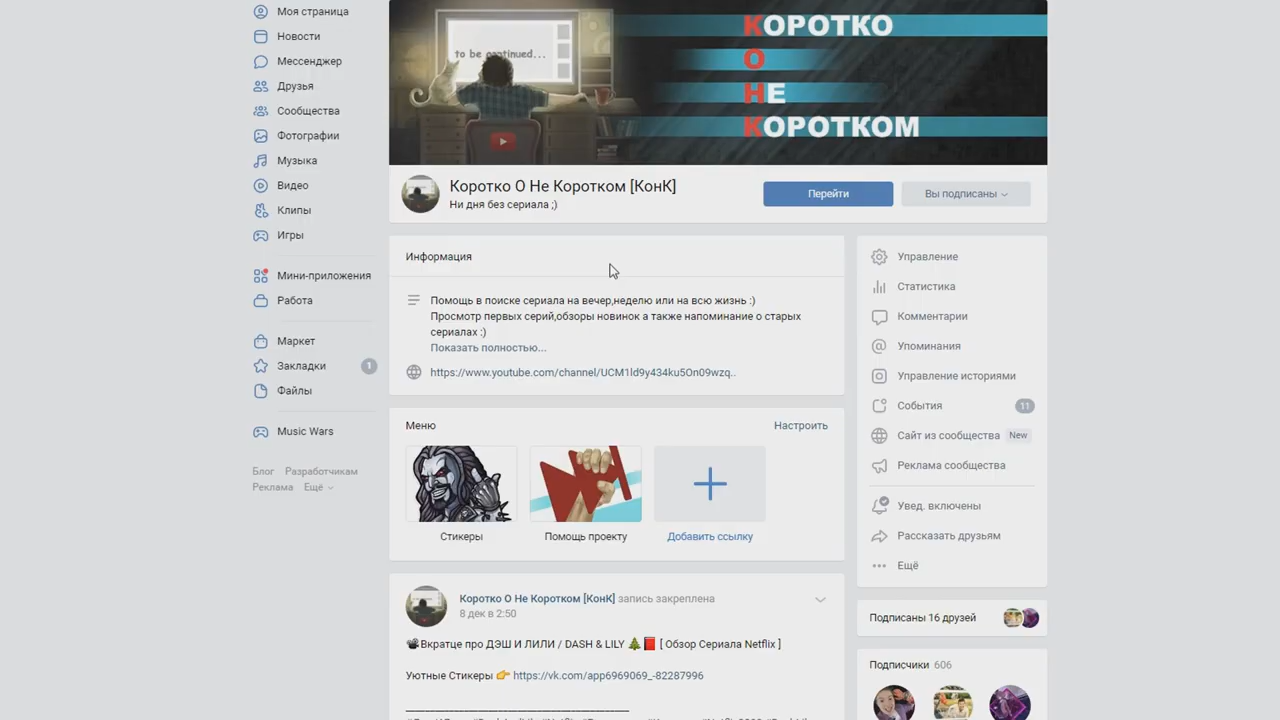 Моя страница
Новости
Мессенджер
Друзья
Сообщества
Фотографии
Музыка
Видео
Клипы
Игры
Мини-приложения
Работа
Маркет
Закладки 1
Файлы
Music Wars
Блог Разработчикам
Реклама Ещё
to be continued...
КОРОТКО
О
НЕ
КОРОТКОМ
Коротко О Не Коротком [КонК]
Ни дня без сериала ;)
Перейти
Вы подписаны
Информация
Помощь в поиске сериала на вечер,неделю или на всю жизнь :)
Просмотр первых серий,обзоры новинок а также напоминание о старых
сериалах :)
Показать полностью...
https://www.youtube.com/channel/UCM1ld9y434ku5On09wzq..
Меню
Настроить
Стикеры
Помощь проекту
Добавить ссылку
Коротко О Не Коротком [КонК] запись закреплена
8 дек в 2:50
Вкратце про ДЭШ И ЛИЛИ / DASH & LILY 🎄📕 [ Обзор Сериала Netflix ]
Уютные Стикеры 👉 https://vk.com/app6969069_-82287996
Управление
Статистика
Комментарии
Упоминания
Управление историями
События 11
Сайт из сообщества New
Реклама сообщества
Увед. включены
Рассказать друзьям
Ещё
Подписаны 16 друзей
Подписчики 606